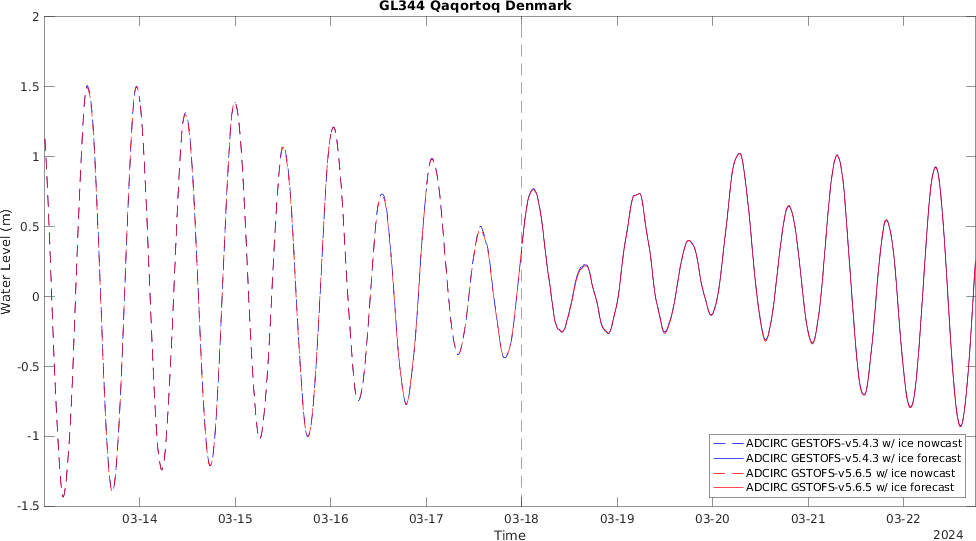 GL344 Qaqortoq Denmark
2
1.5
1
0.5
0
-0.5
-1
-1.5
Water Level (m)
ADCIRC GESTOFS-v5.4.3 w/ ice nowcast
ADCIRC GESTOFS-v5.4.3 w/ ice forecast
ADCIRC GSTOFS-v5.6.5 w/ ice nowcast
ADCIRC GSTOFS-v5.6.5 w/ ice forecast
03-14 03-15 03-16 03-17 03-18 03-19 03-20 03-21 03-22
Time
2024